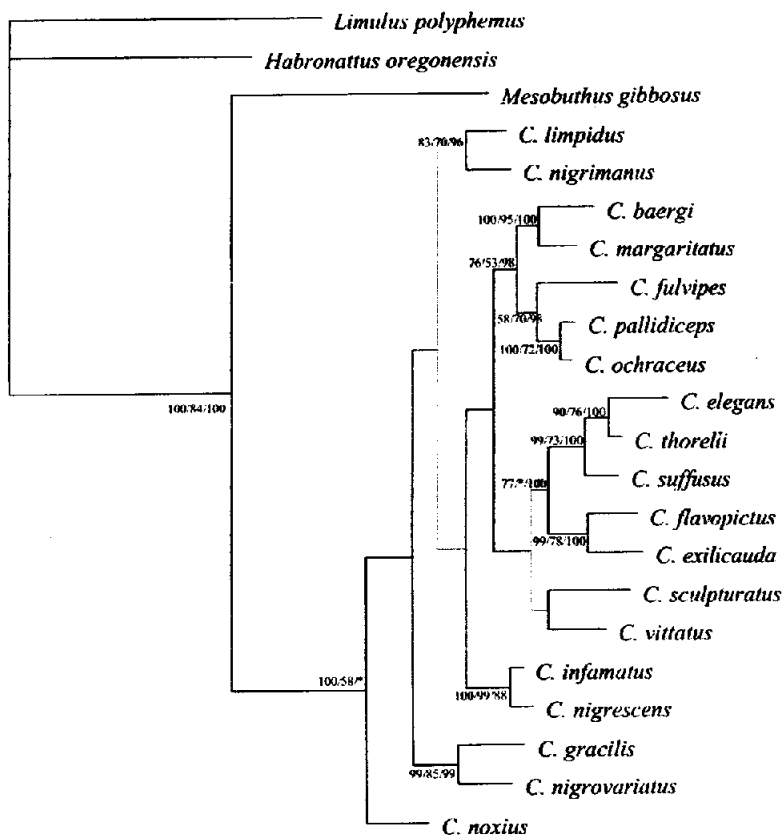 Limulus polyphemus
Habronattus oregonensis
Mesobuthus gibbosus
83/70/96
C. limpidus
C. nigrimanus
100/95/100
C. baergi
C. margaritatus
76/53/98
C. fulvipes
58/70/98
C. pallidiceps
100/72/100
C. ochraceus
100/84/100
90/76/100
C. elegans
99/73/100
C. thorelii
C. suffusus
77/*/100
C. flavopictus
99/78/100
C. exilicauda
C. sculpturatus
C. vittatus
100/58/*
C. infamatus
100/99/88
C. nigrescens
C. gracilis
99/85/99
C. nigrovariatus
C. noxius